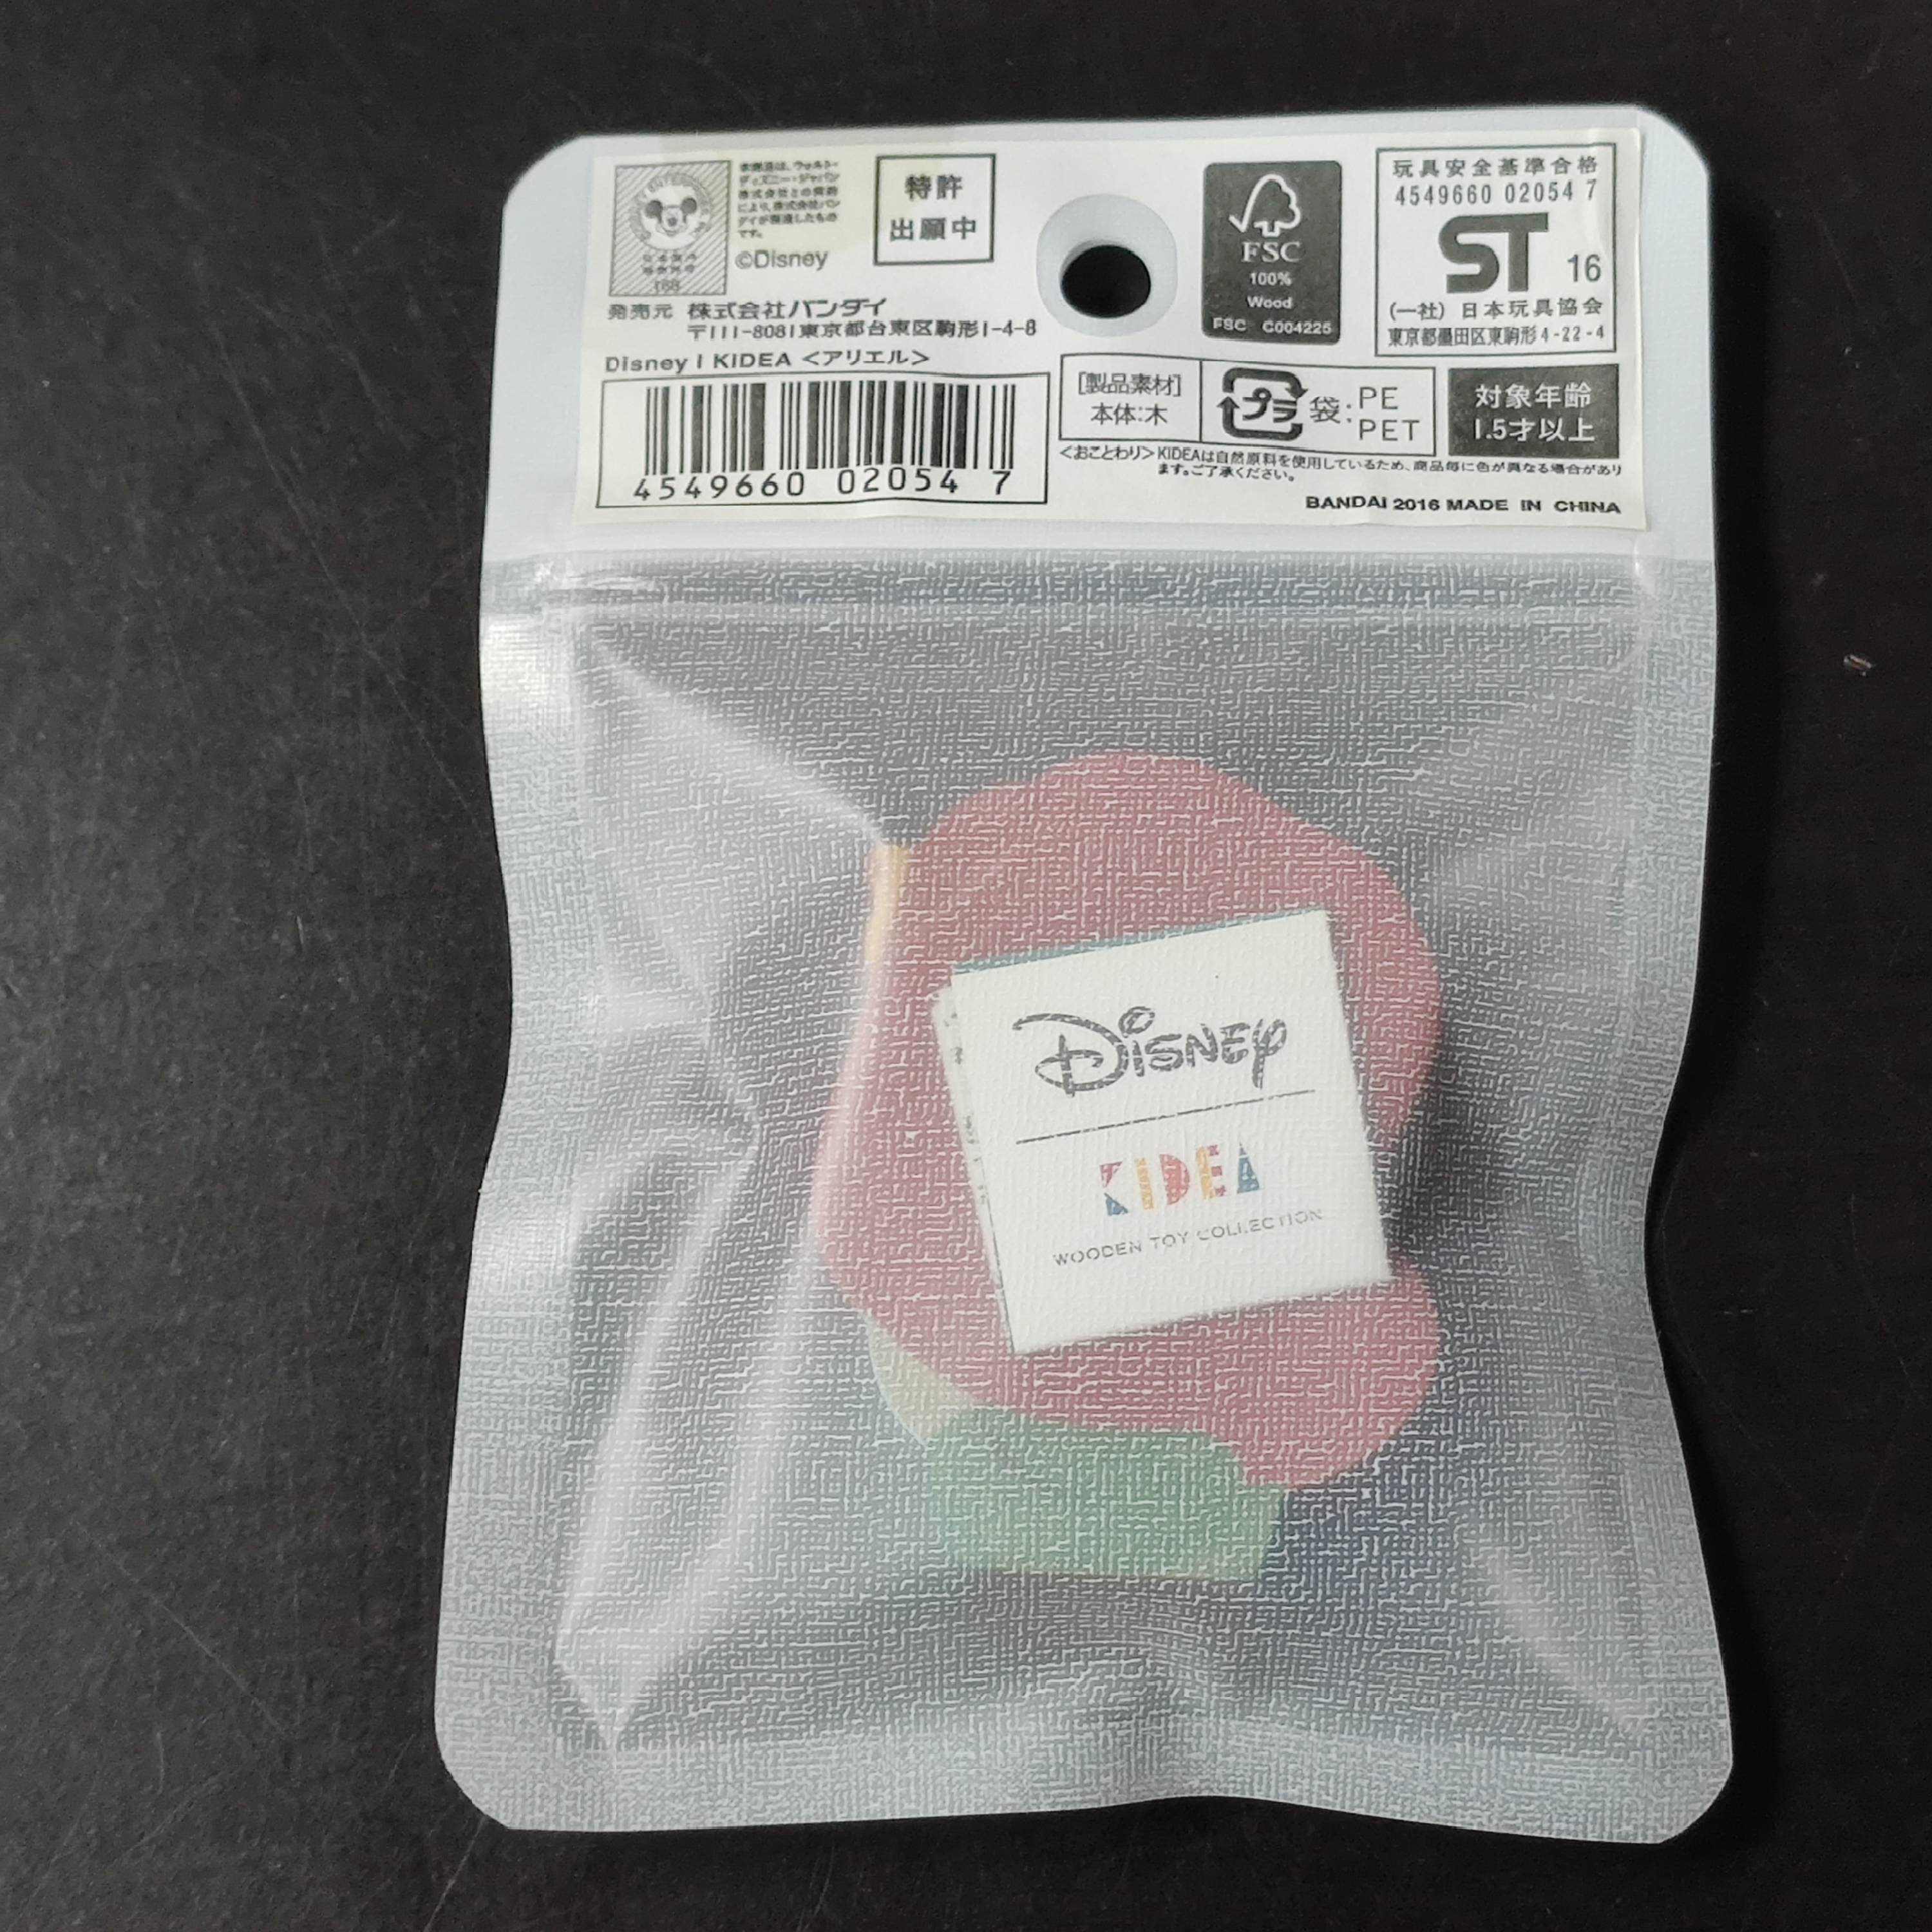 本商品は、ウォルト・
ディズニー・ジャパン
株式会社との契約
により、株式会社バン
ダイが製造したもの
です。
©Disney
168
特許
出願中
FSC
100%
Wood
FSC C004225
玩具安全基準合格
4549660 02054 7
ST 16
(一社)日本玩具協会
東京都墨田区東駒形4-22-4
発売元 株式会社バンダイ
〒111-8081東京都台東区駒形1-4-8
Disney | KIDEA <アリエル>
4549660 02054 7
[製品素材]
本体:木
プラ 袋:PE
PET
対象年齢
1.5才以上
<おことわり>KIDEAは自然原料を使用しているため、商品毎に色が異なる場合があり
ます。ご了承ください。
BANDAI 2016 MADE IN CHINA
Disney
KIDEA
WOODEN TOY COLLECTION